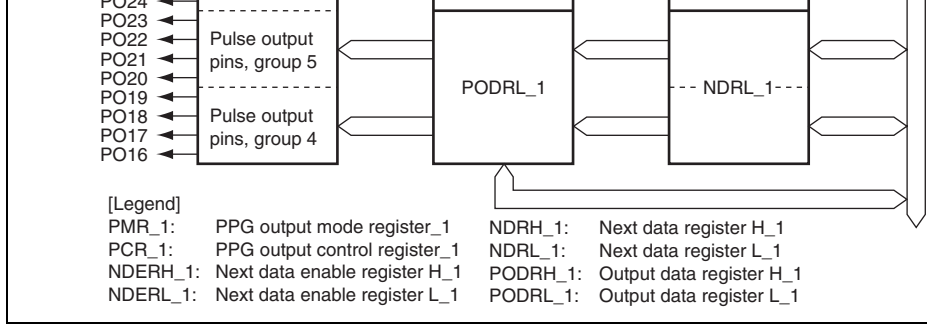 PO24
PO23
PO22
PO21
PO20
PO19
PO18
PO17
PO16
Pulse output
pins, group 5
Pulse output
pins, group 4
PODRL_1
NDRL_1
[Legend]
PMR_1: PPG output mode register_1 NDRH_1: Next data register H_1
PCR_1: PPG output control register_1 NDRL_1: Next data register L_1
NDERH_1: Next data enable register H_1 PODRH_1: Output data register H_1
NDERL_1: Next data enable register L_1 PODRL_1: Output data register L_1